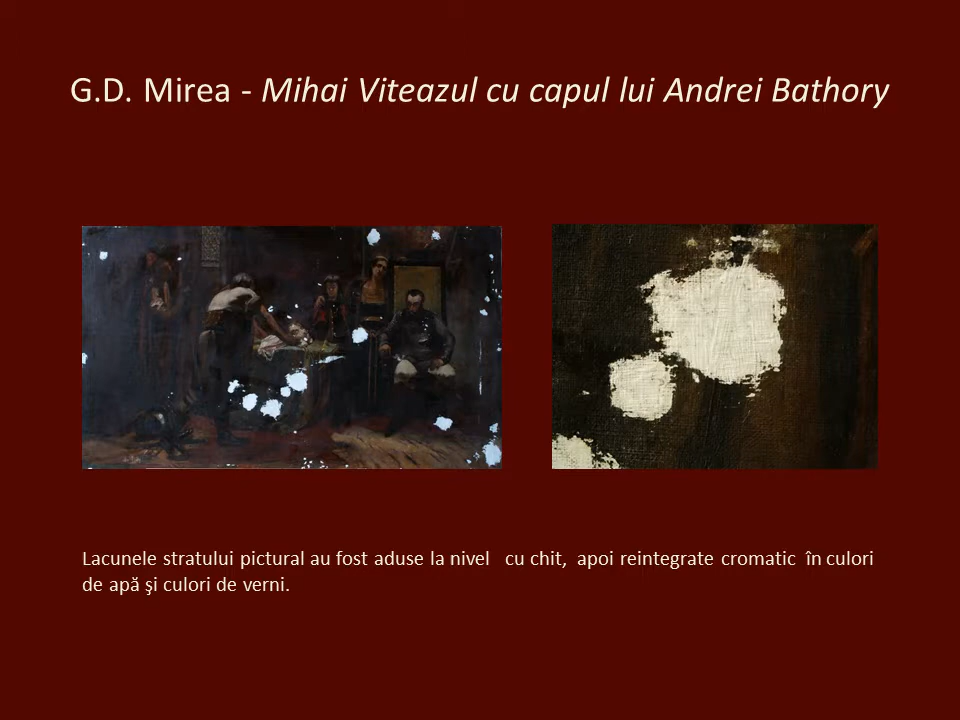 G.D. Mirea - Mihai Viteazul cu capul lui Andrei Bathory
Lacunele stratului pictural au fost aduse la nivel cu chit, apoi reintegrate cromatic în culori
de apă şi culori de verni.